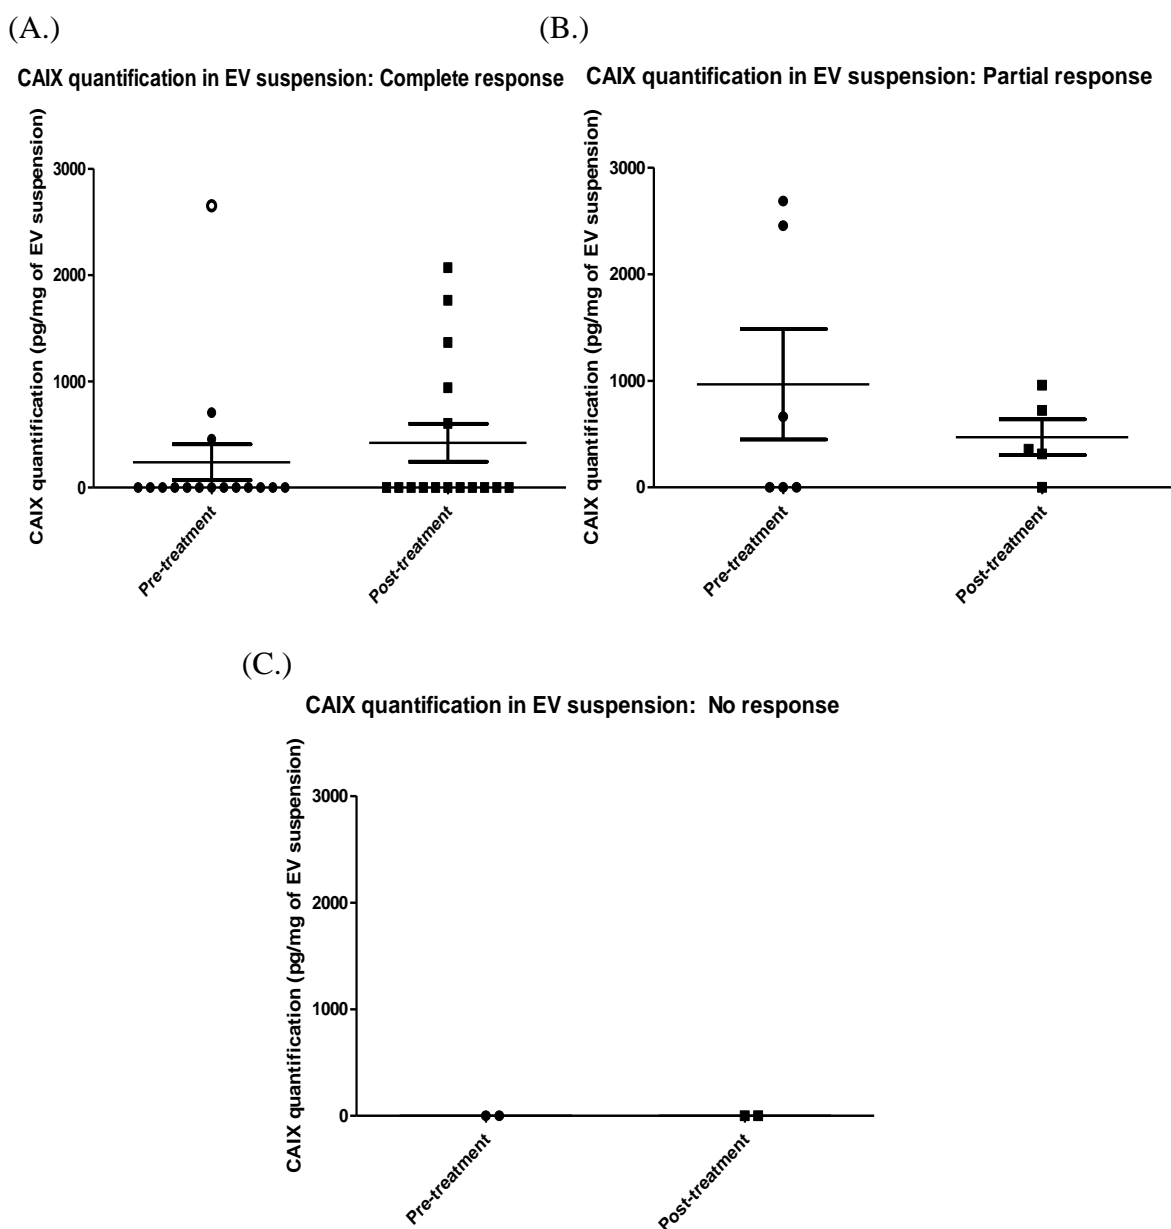 (A.)
CAIX quantification in EV suspension: Complete response
CAIX quantification (pg/mg of EV suspension)
3000
2000
1000
0
Pre-treatment
Post-treatment
(B.)
CAIX quantification in EV suspension: Partial response
CAIX quantification (pg/mg of EV suspension)
3000
2000
1000
0
Pre-treatment
Post-treatment
(C.)
CAIX quantification in EV suspension:  No response
CAIX quantification (pg/mg of EV suspension)
3000
2000
1000
0
Pre-treatment
Post-treatment